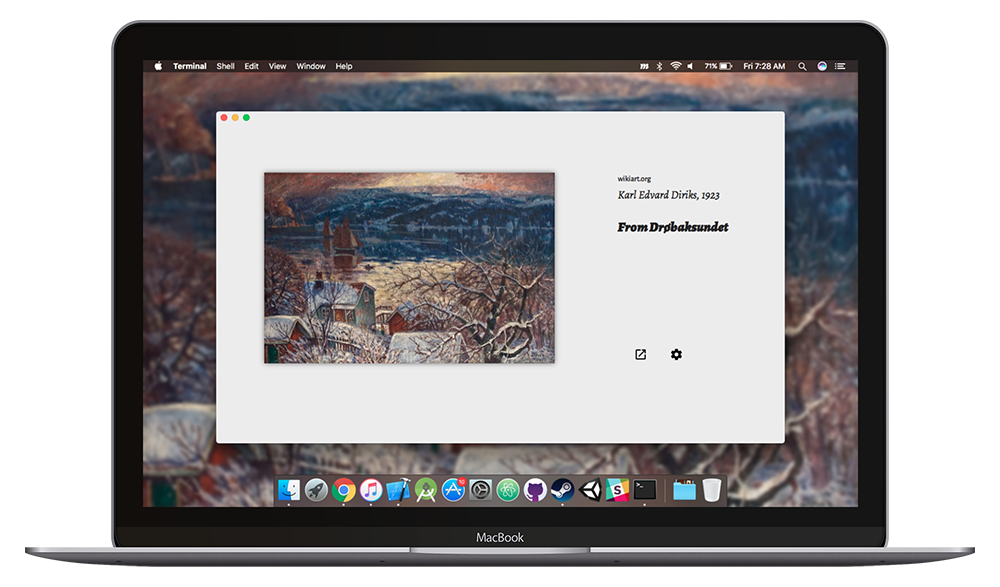 Terminal Shell Edit View Window Help
71% Fri 7:28 AM
wikiart.org
Karl Edvard Diriks, 1923
From Drøbaksundet
MacBook